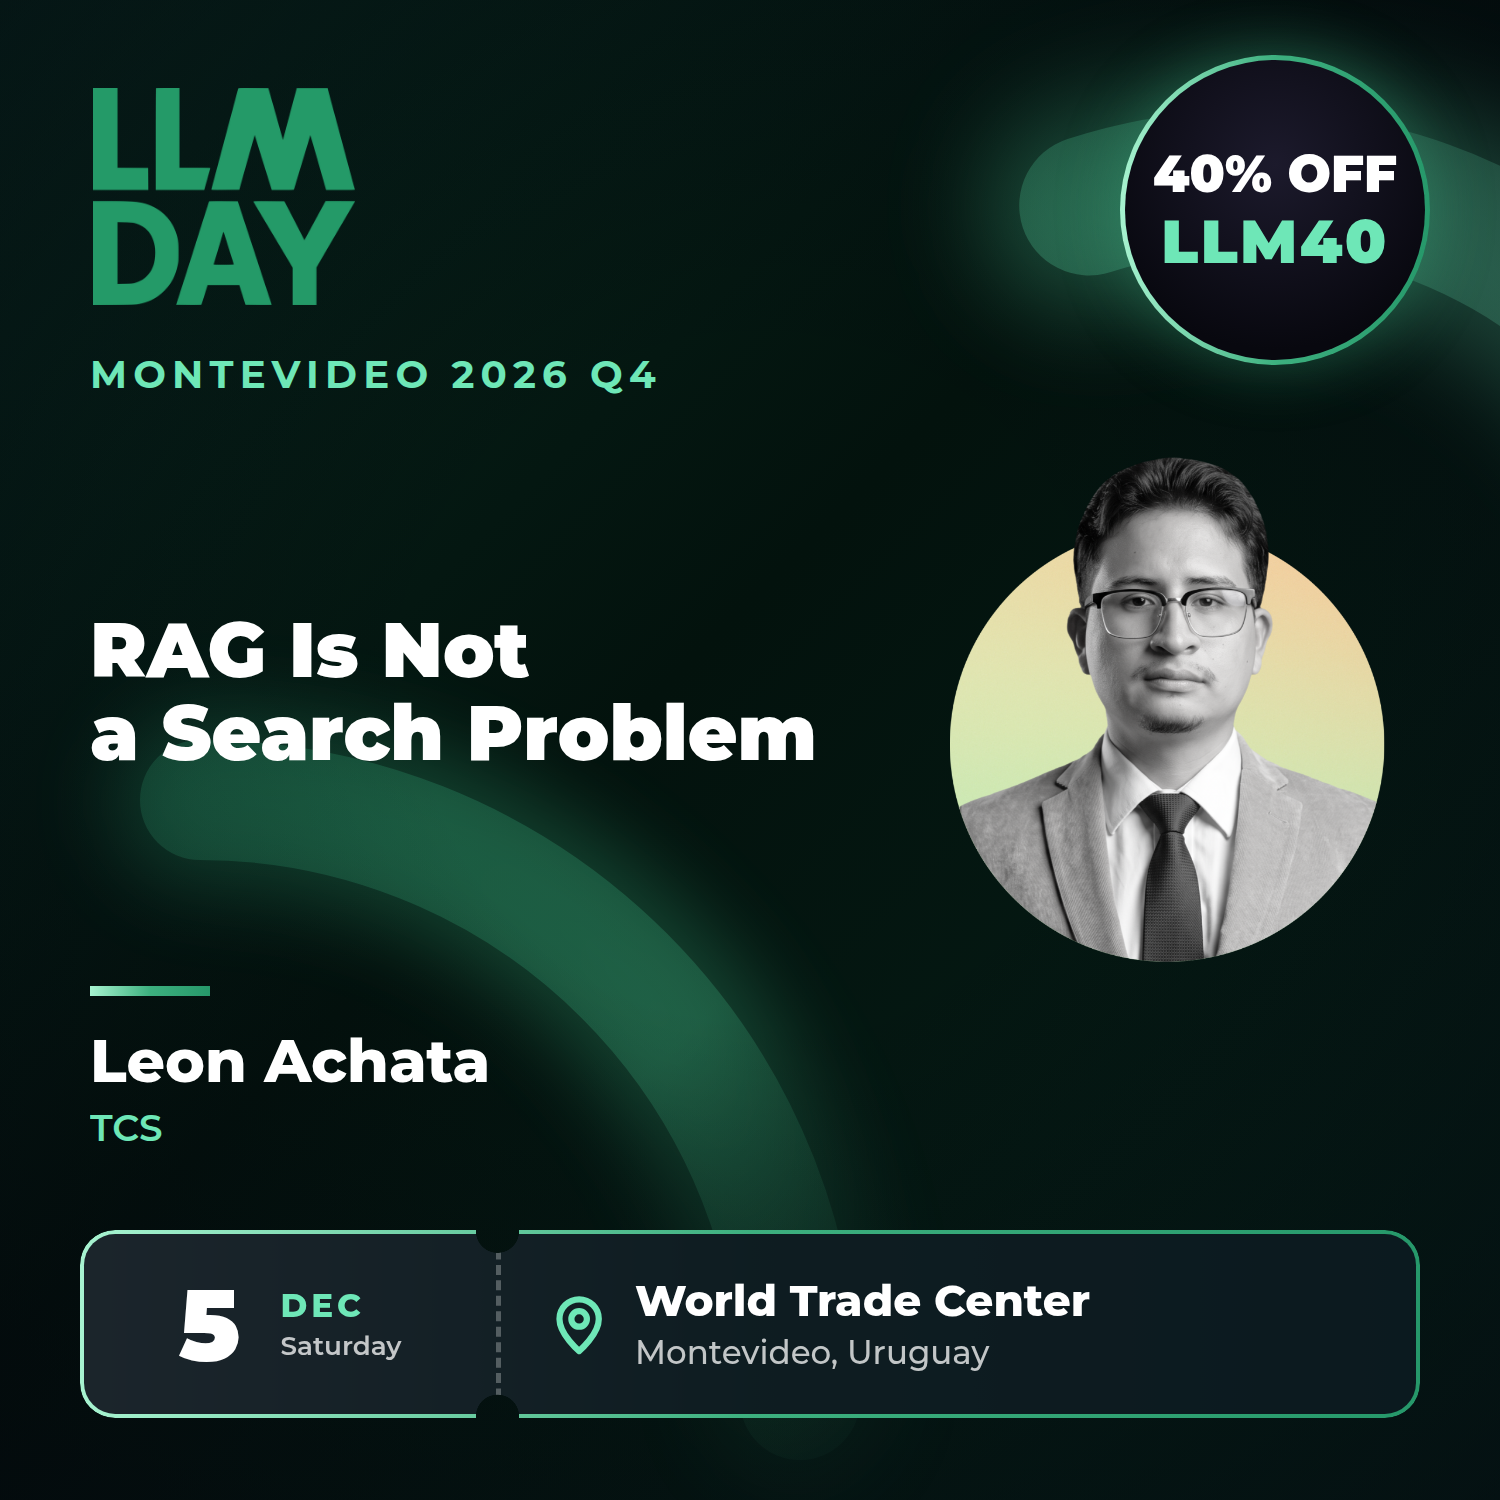 LLM
DAY
MONTEVIDEO 2026 Q4
40% OFF
LLM40
RAG Is Not
a Search Problem
Leon Achata
TCS
5
DEC
Saturday
World Trade Center
Montevideo, Uruguay